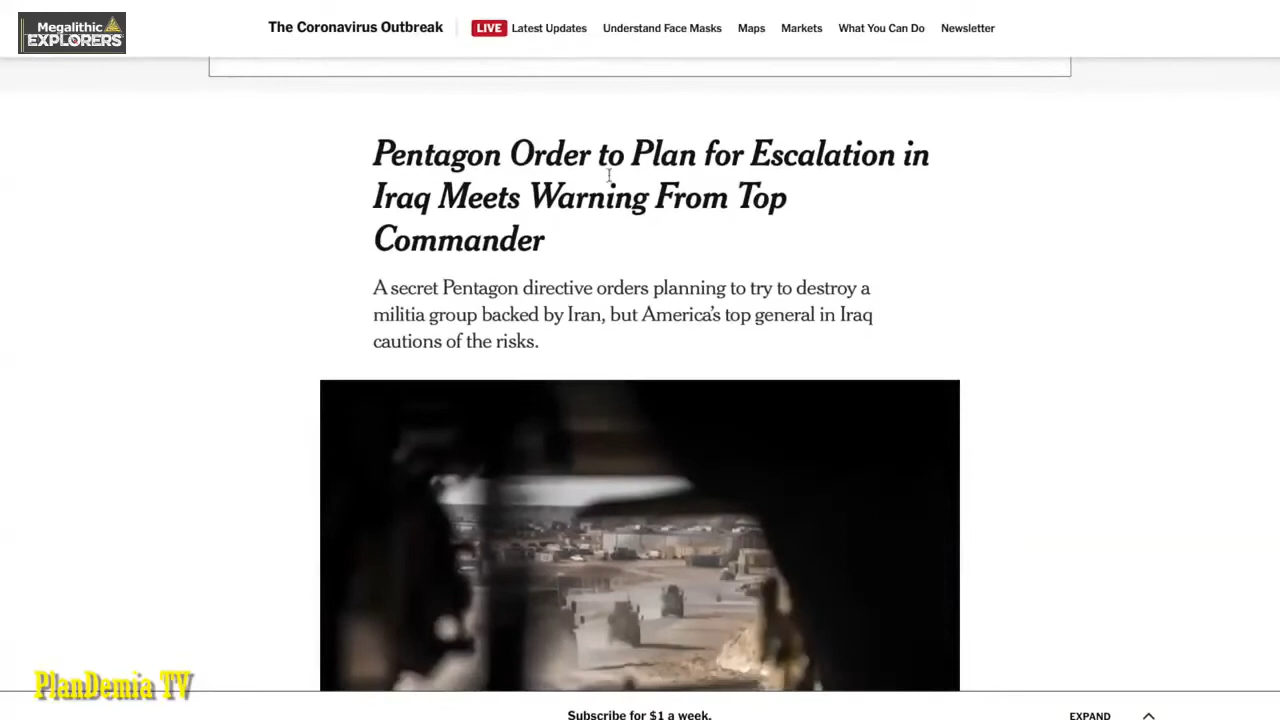 Megalithic
EXPLORERS
The Coronavirus Outbreak LIVE Latest Updates Understand Face Masks Maps Markets What You Can Do Newsletter
Pentagon Order to Plan for Escalation in
Iraq Meets Warning From Top
Commander
A secret Pentagon directive orders planning to try to destroy a
militia group backed by Iran, but America’s top general in Iraq
cautions of the risks.
PlanDemia TV
Subscribe for $1 a week. EXPAND